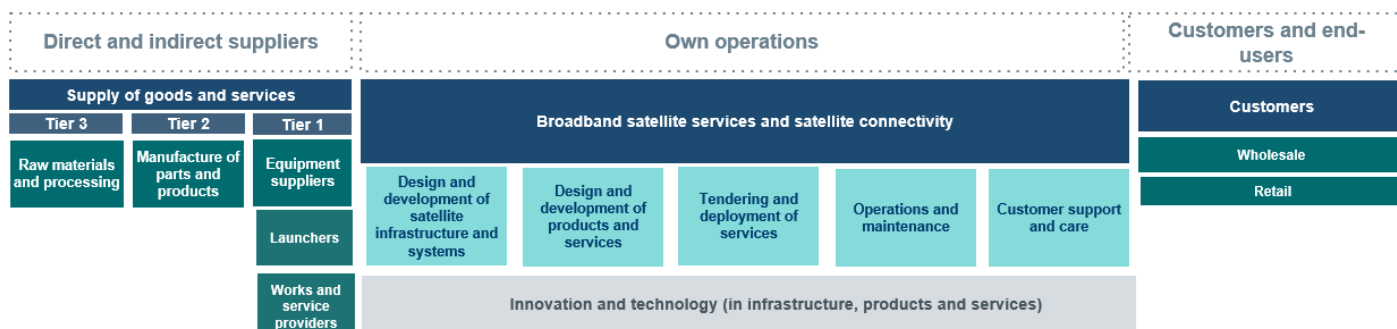 Direct and indirect suppliers
Own operations
Customers and end-
users
Supply of goods and services
Tier 3
Tier 2
Tier 1
Broadband satellite services and satellite connectivity
Customers
Raw materials
and processing
Manufacture of
parts and
products
Equipment
suppliers
Wholesale
Retail
Launchers
Works and
service
providers
Design and
development of
satellite
infrastructure and
systems
Design and
development of
products and
services
Tendering and
deployment of
services
Operations and
maintenance
Customer support
and care
Innovation and technology (in infrastructure, products and services)